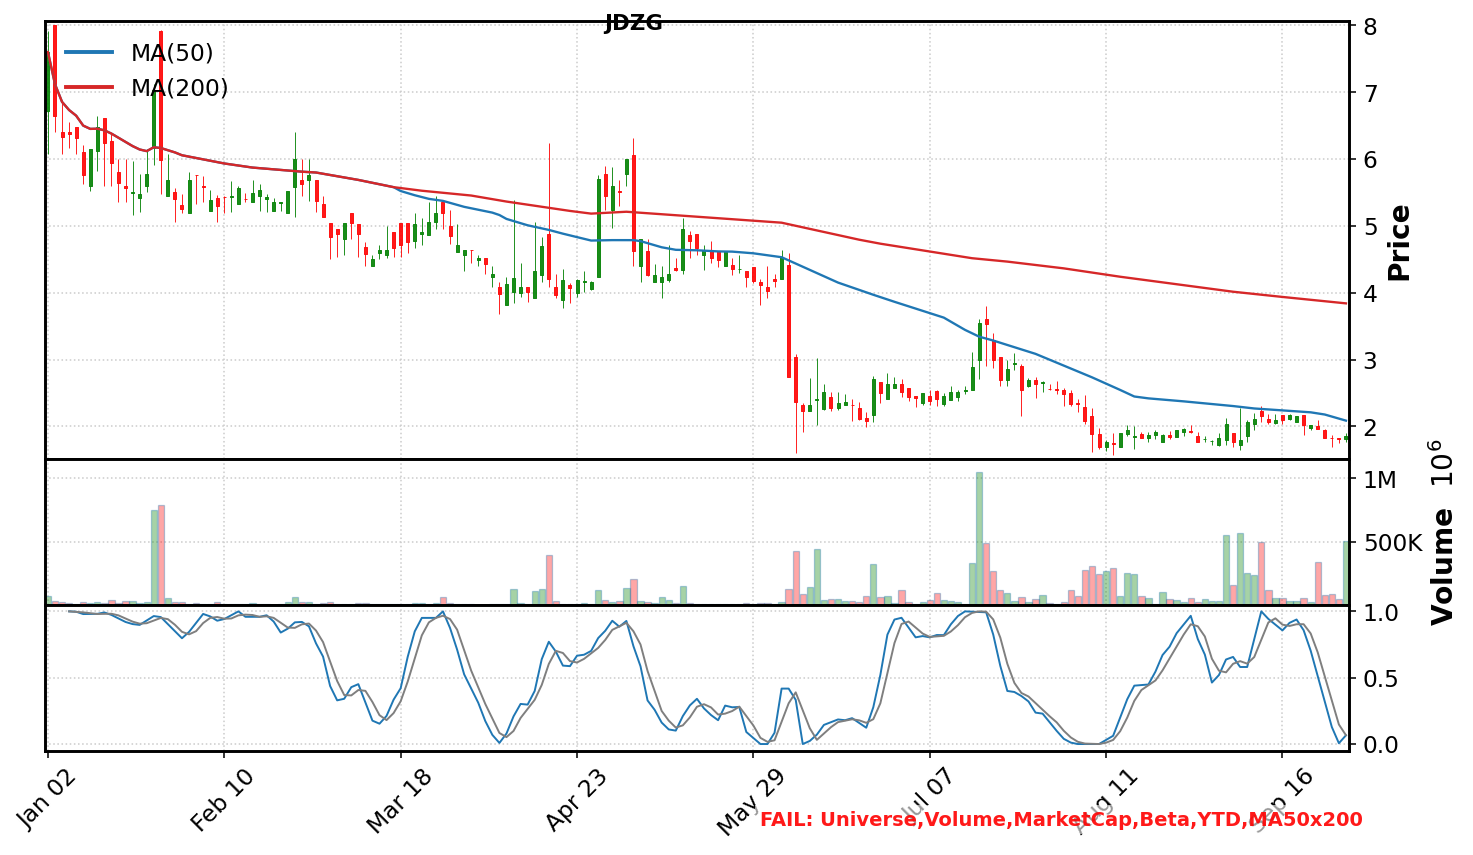 JDZG
MA(50)
MA(200)
8
7
6
5
4
3
2
Price
1M
500K
Volume 10^6
1.0
0.5
0.0
Jan 02
Feb 10
Mar 18
Apr 23
May 29
Jul 07
Aug 11
Sep 16
FAIL: Universe,Volume,MarketCap,Beta,YTD,MA50x200